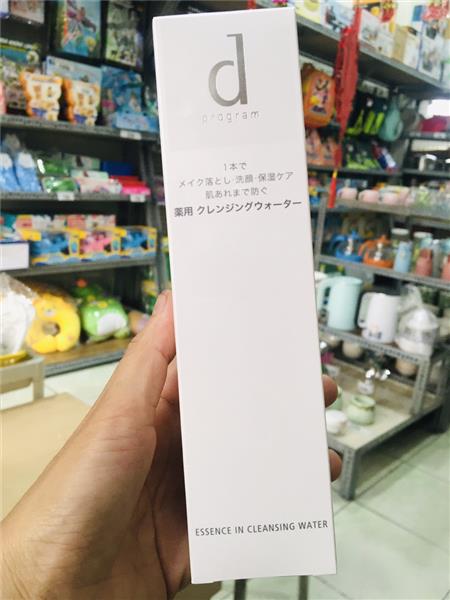 d
program
1本で
メイク落とし・洗顔・保湿ケア
肌あれまで防ぐ
薬用 クレンジングウォーター
ESSENCE IN CLEANSING WATER